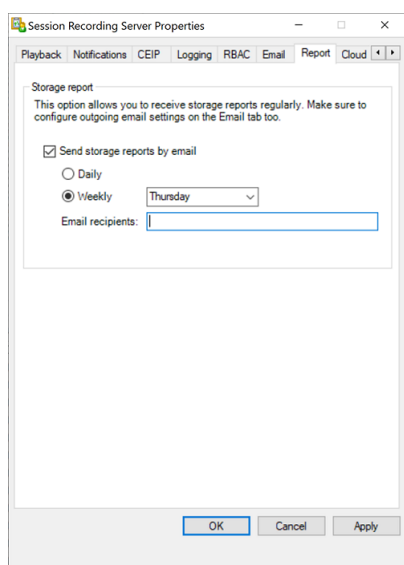 Session Recording Server Properties
Playback Notifications CEIP Logging RBAC Email Report Cloud
Storage report
This option allows you to receive storage reports regularly. Make sure to
configure outgoing email settings on the Email tab too.
Send storage reports by email
Daily
Weekly Thursday
Email recipients:
OK Cancel Apply